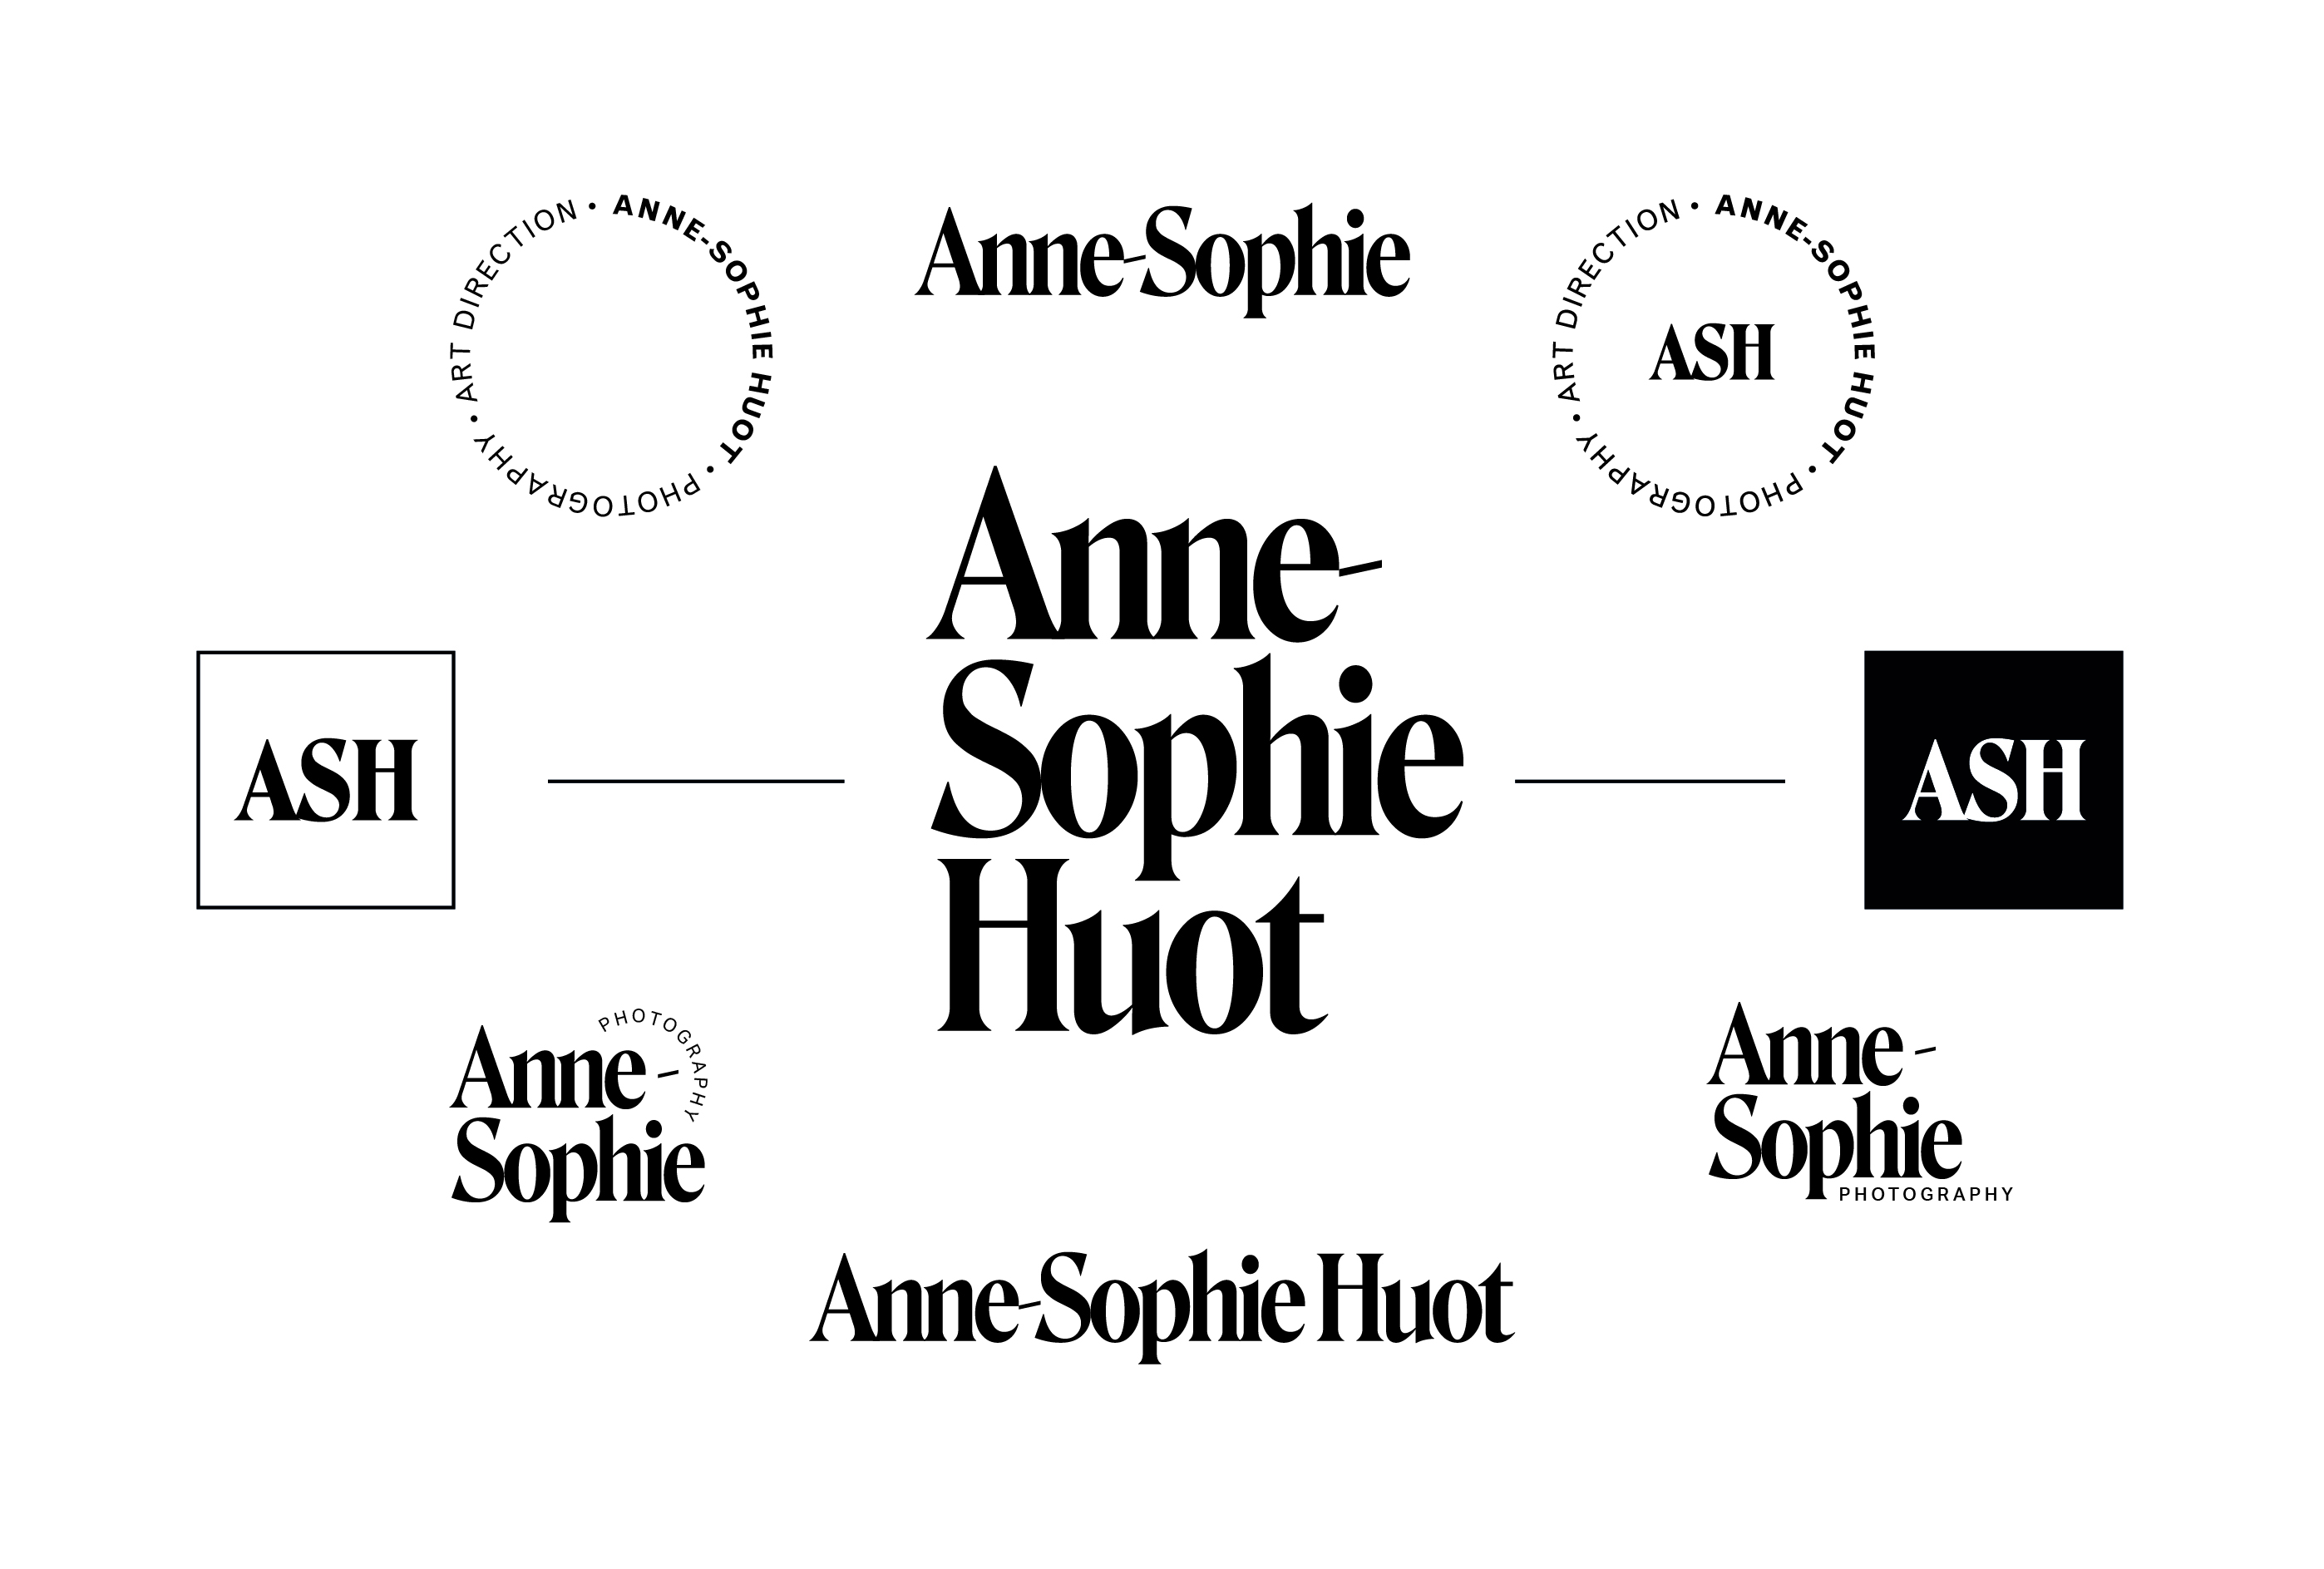 • ANNE-SOPHIE HUOT • PHOTOGRAPHY • ART DIRECTION
Anne-Sophie
• ANNE-SOPHIE HUOT • PHOTOGRAPHY • ART DIRECTION
ASH
Anne-
Sophie
Huot
ASH
ASH
PHOTOGRAPHY
Anne-
Sophie
Anne-
Sophie
PHOTOGRAPHY
Anne-Sophie Huot